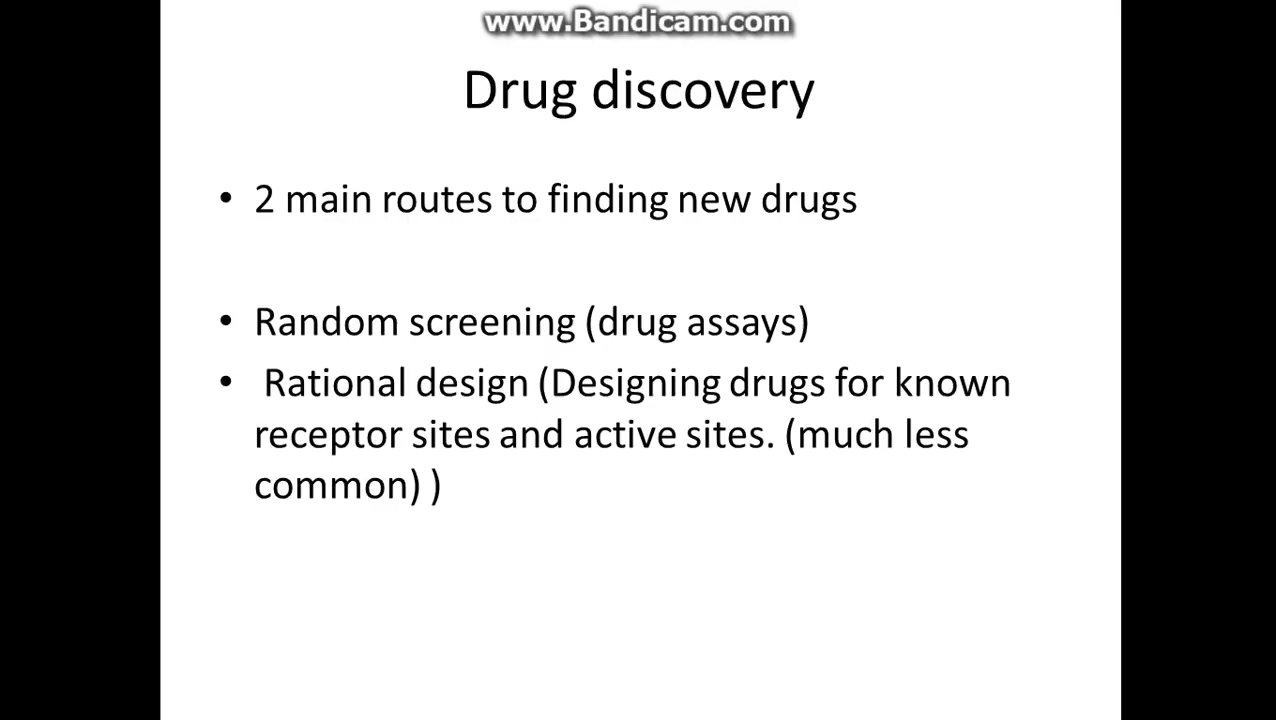 www.Bandicam.com
Drug discovery
• 2 main routes to finding new drugs
• Random screening (drug assays)
• Rational design (Designing drugs for known
receptor sites and active sites. (much less
common) )